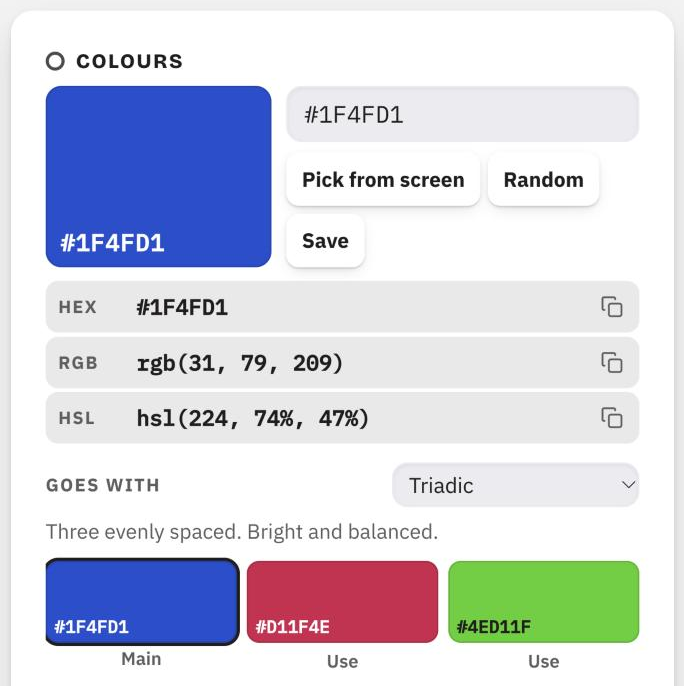 COLOURS
#1F4FD1
#1F4FD1
Pick from screen
Random
Save
HEX #1F4FD1
RGB rgb(31, 79, 209)
HSL hsl(224, 74%, 47%)
GOES WITH
Triadic
Three evenly spaced. Bright and balanced.
#1F4FD1
#D11F4E
#4ED11F
Main
Use
Use